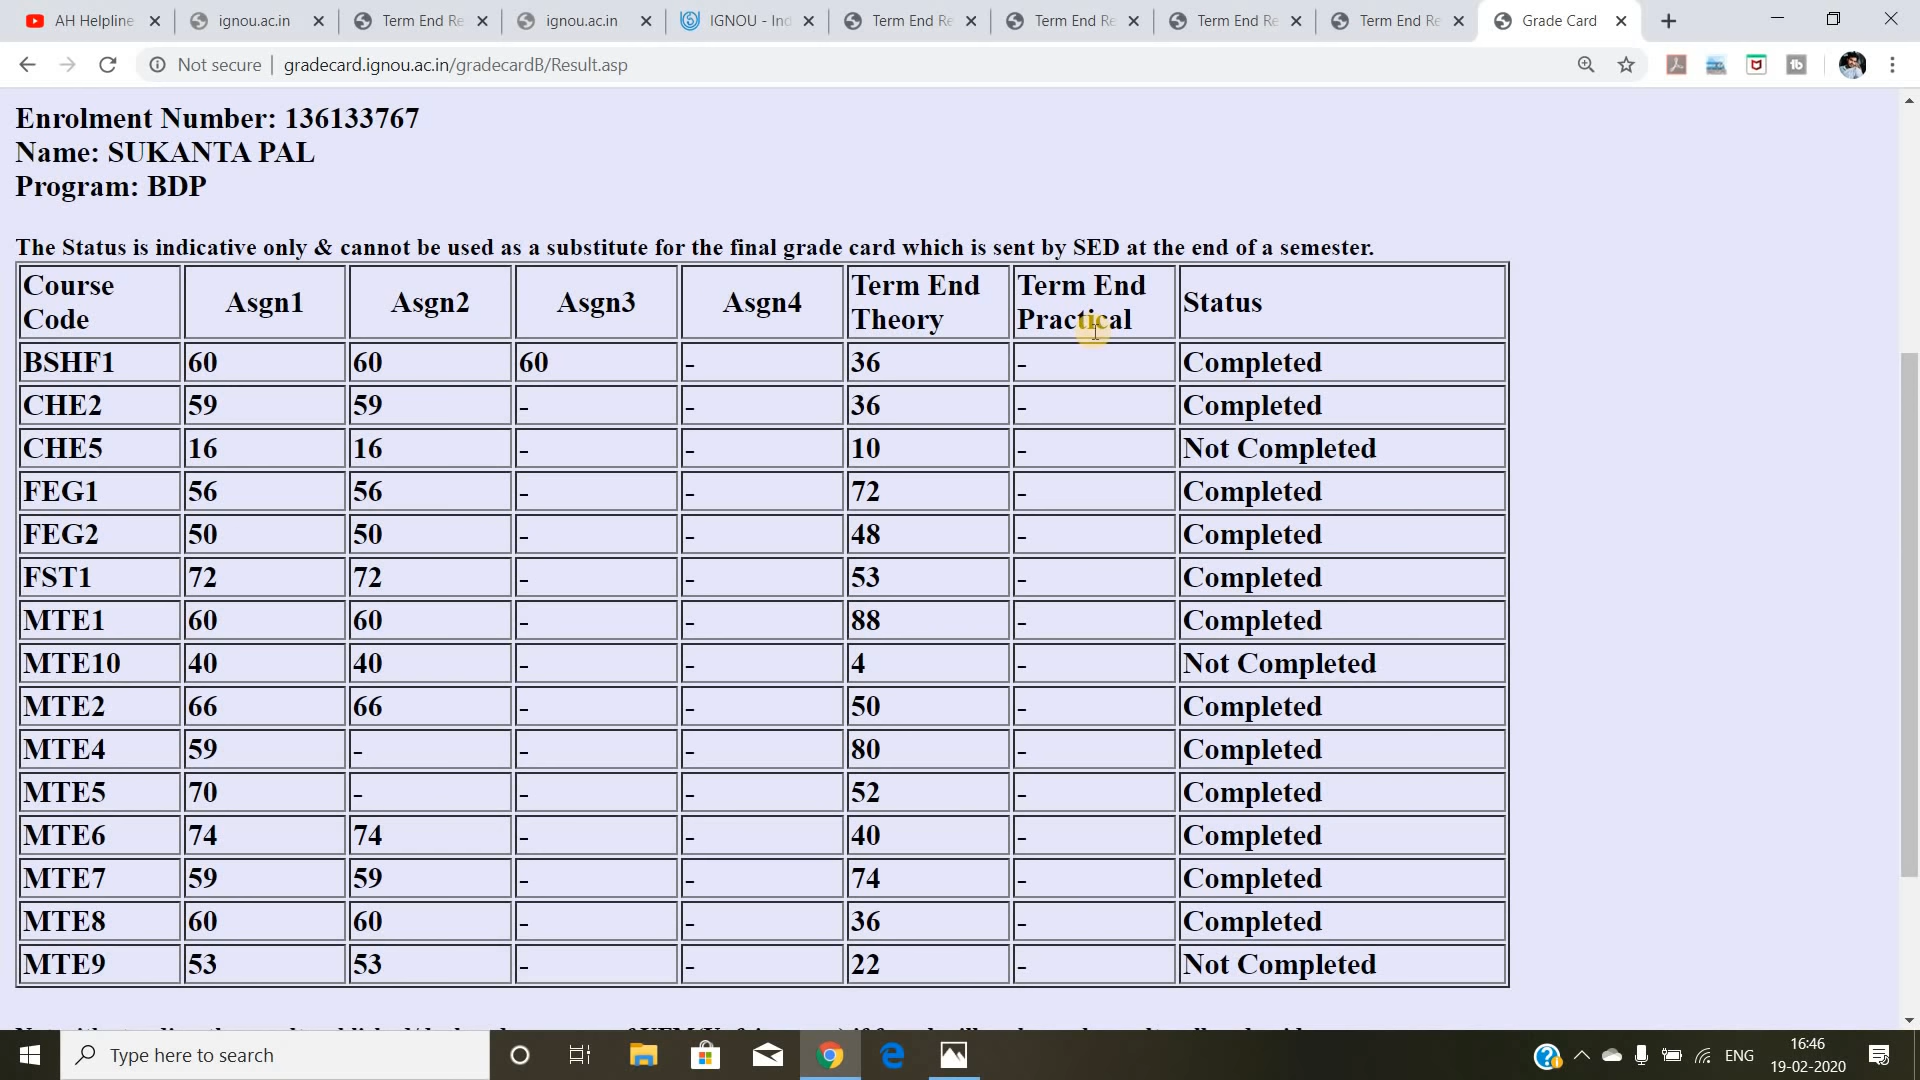 AH Helpline
ignou.ac.in
Term End Re
ignou.ac.in
IGNOU - Ind
Term End Re
Term End Re
Term End Re
Term End Re
Grade Card
Not secure | gradecard.ignou.ac.in/gradecardB/Result.asp
Enrolment Number: 136133767
Name: SUKANTA PAL
Program: BDP
The Status is indicative only & cannot be used as a substitute for the final grade card which is sent by SED at the end of a semester.
Course Code Asgn1 Asgn2 Asgn3 Asgn4 Term End Theory Term End Practical Status
BSHF1 60 60 60 - 36 - Completed
CHE2 59 59 - - 36 - Completed
CHE5 16 16 - - 10 - Not Completed
FEG1 56 56 - - 72 - Completed
FEG2 50 50 - - 48 - Completed
FST1 72 72 - - 53 - Completed
MTE1 60 60 - - 88 - Completed
MTE10 40 40 - - 4 - Not Completed
MTE2 66 66 - - 50 - Completed
MTE4 59 - - - 80 - Completed
MTE5 70 - - - 52 - Completed
MTE6 74 74 - - 40 - Completed
MTE7 59 59 - - 74 - Completed
MTE8 60 60 - - 36 - Completed
MTE9 53 53 - - 22 - Not Completed
Type here to search
ENG
16:46
19-02-2020